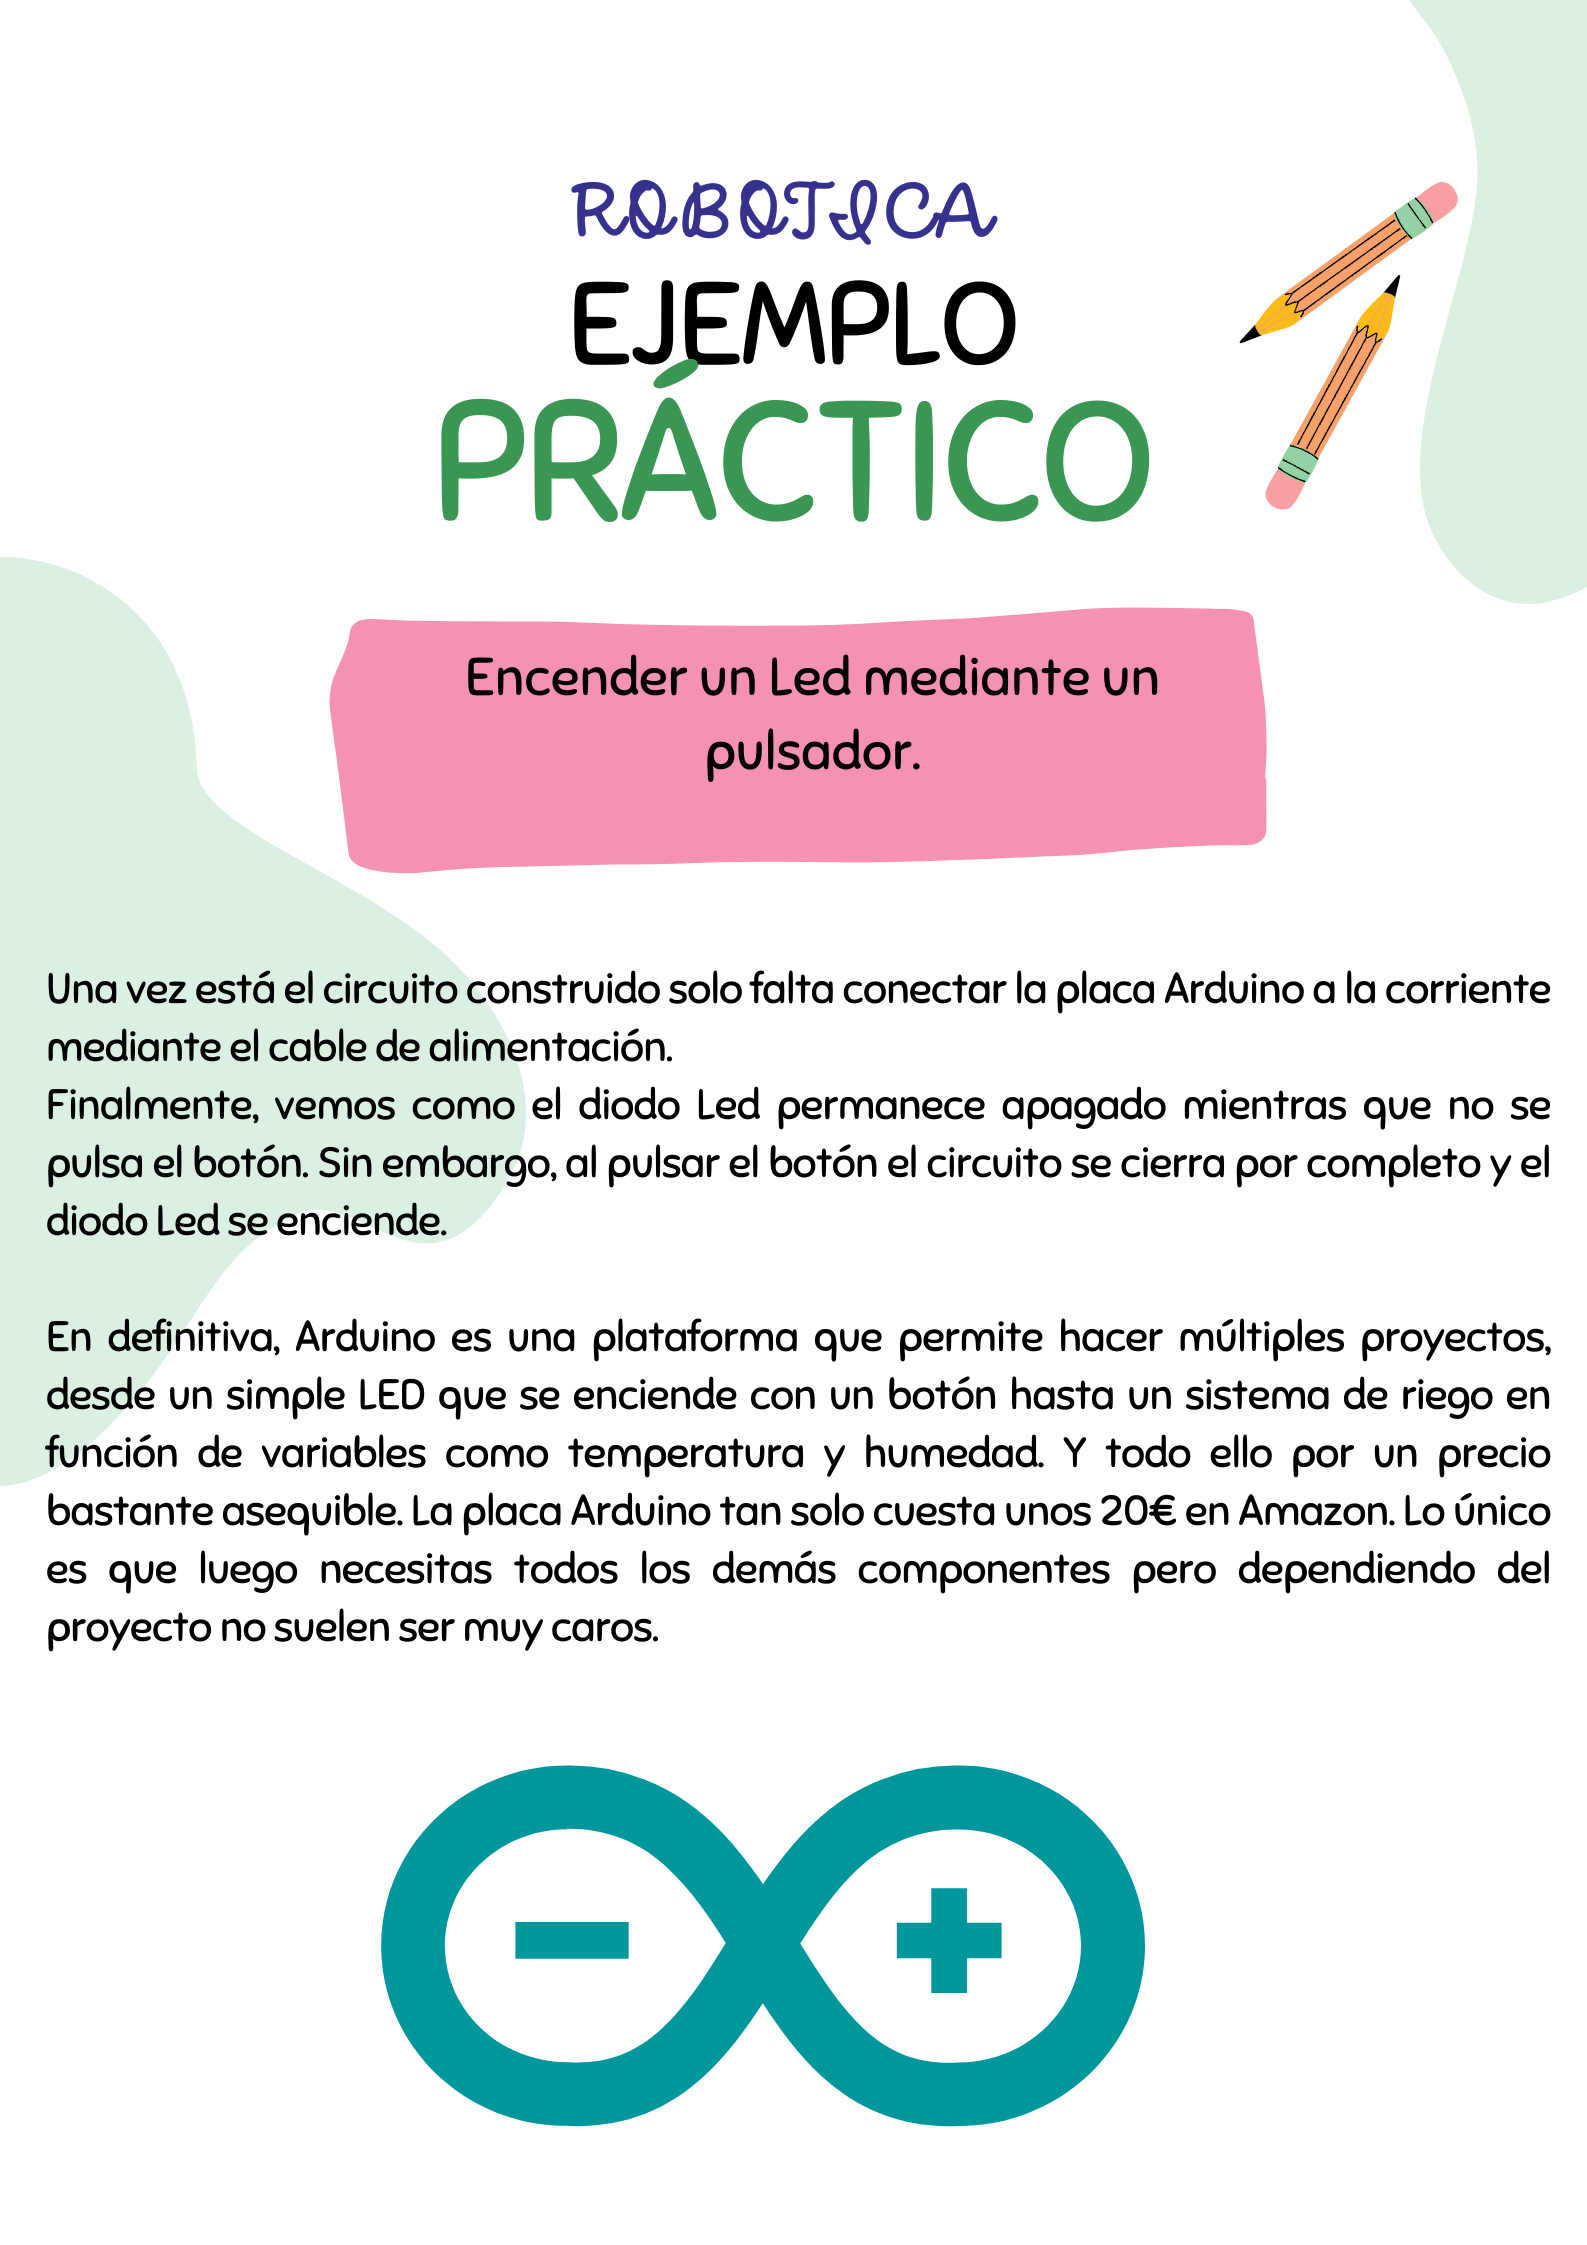 ROBOTICA
EJEMPLO
PRÁCTICO
Encender un Led mediante un
pulsador.
Una vez está el circuito construido solo falta conectar la placa Arduino a la corriente
mediante el cable de alimentación.
Finalmente, vemos como el diodo Led permanece apagado mientras que no se
pulsa el botón. Sin embargo, al pulsar el botón el circuito se cierra por completo y el
diodo Led se enciende.
En definitiva, Arduino es una plataforma que permite hacer múltiples proyectos,
desde un simple LED que se enciende con un botón hasta un sistema de riego en
función de variables como temperatura y humedad. Y todo ello por un precio
bastante asequible. La placa Arduino tan solo cuesta unos 20€ en Amazon. Lo único
es que luego necesitas todos los demás componentes pero dependiendo del
proyecto no suelen ser muy caros.